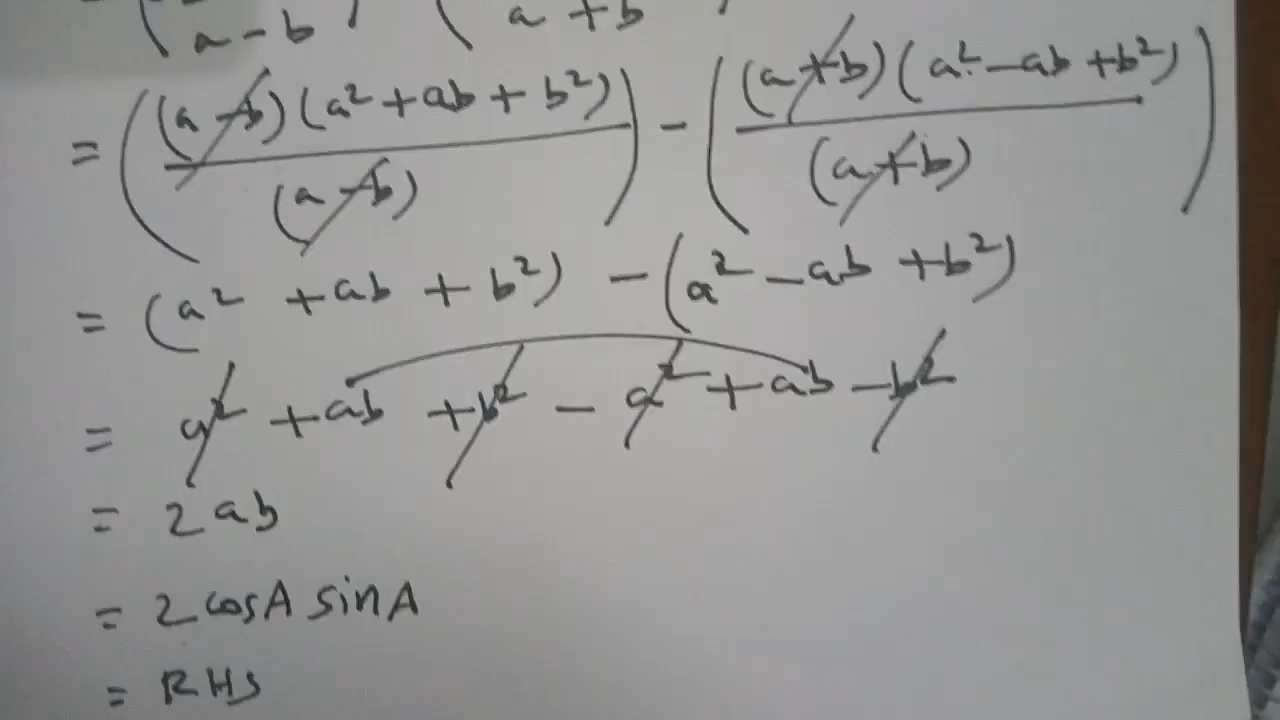 a - b a + b
= ((a - b)(a² + ab + b²) / (a - b)) - ((a + b)(a² - ab + b²) / (a + b))
= (a² + ab + b²) - (a² - ab + b²)
= a² + ab + b² - a² + ab - b²
= 2ab
= 2 cosA sinA
= RHS